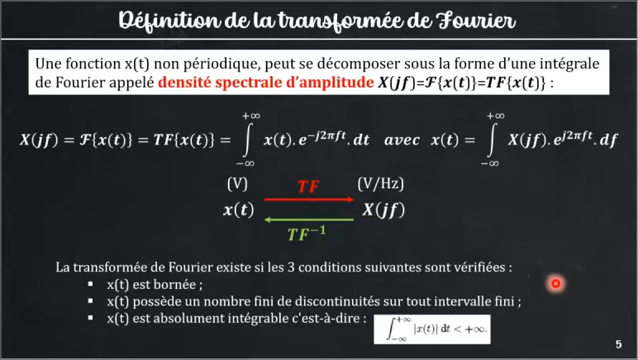 Définition de la transformée de Fourier
Une fonction x(t) non périodique, peut se décomposer sous la forme d'une intégrale
de Fourier appelé densité spectrale d'amplitude X(jf)=ℱ{x(t)}=TF{x(t)} :
X(jf) = ℱ{x(t)} = TF{x(t)} = ∫_{−∞}^{+∞} x(t).e^{−j2πft}.dt avec x(t) = ∫_{−∞}^{+∞} X(jf).e^{j2πft}.df
(V) TF (V/Hz)
x(t) X(jf)
TF⁻¹
La transformée de Fourier existe si les 3 conditions suivantes sont vérifiées :
▪ x(t) est bornée ;
▪ x(t) possède un nombre fini de discontinuités sur tout intervalle fini ;
▪ x(t) est absolument intégrable c'est-à-dire : ∫_{−∞}^{+∞} |x(t)| dt < +∞.
5